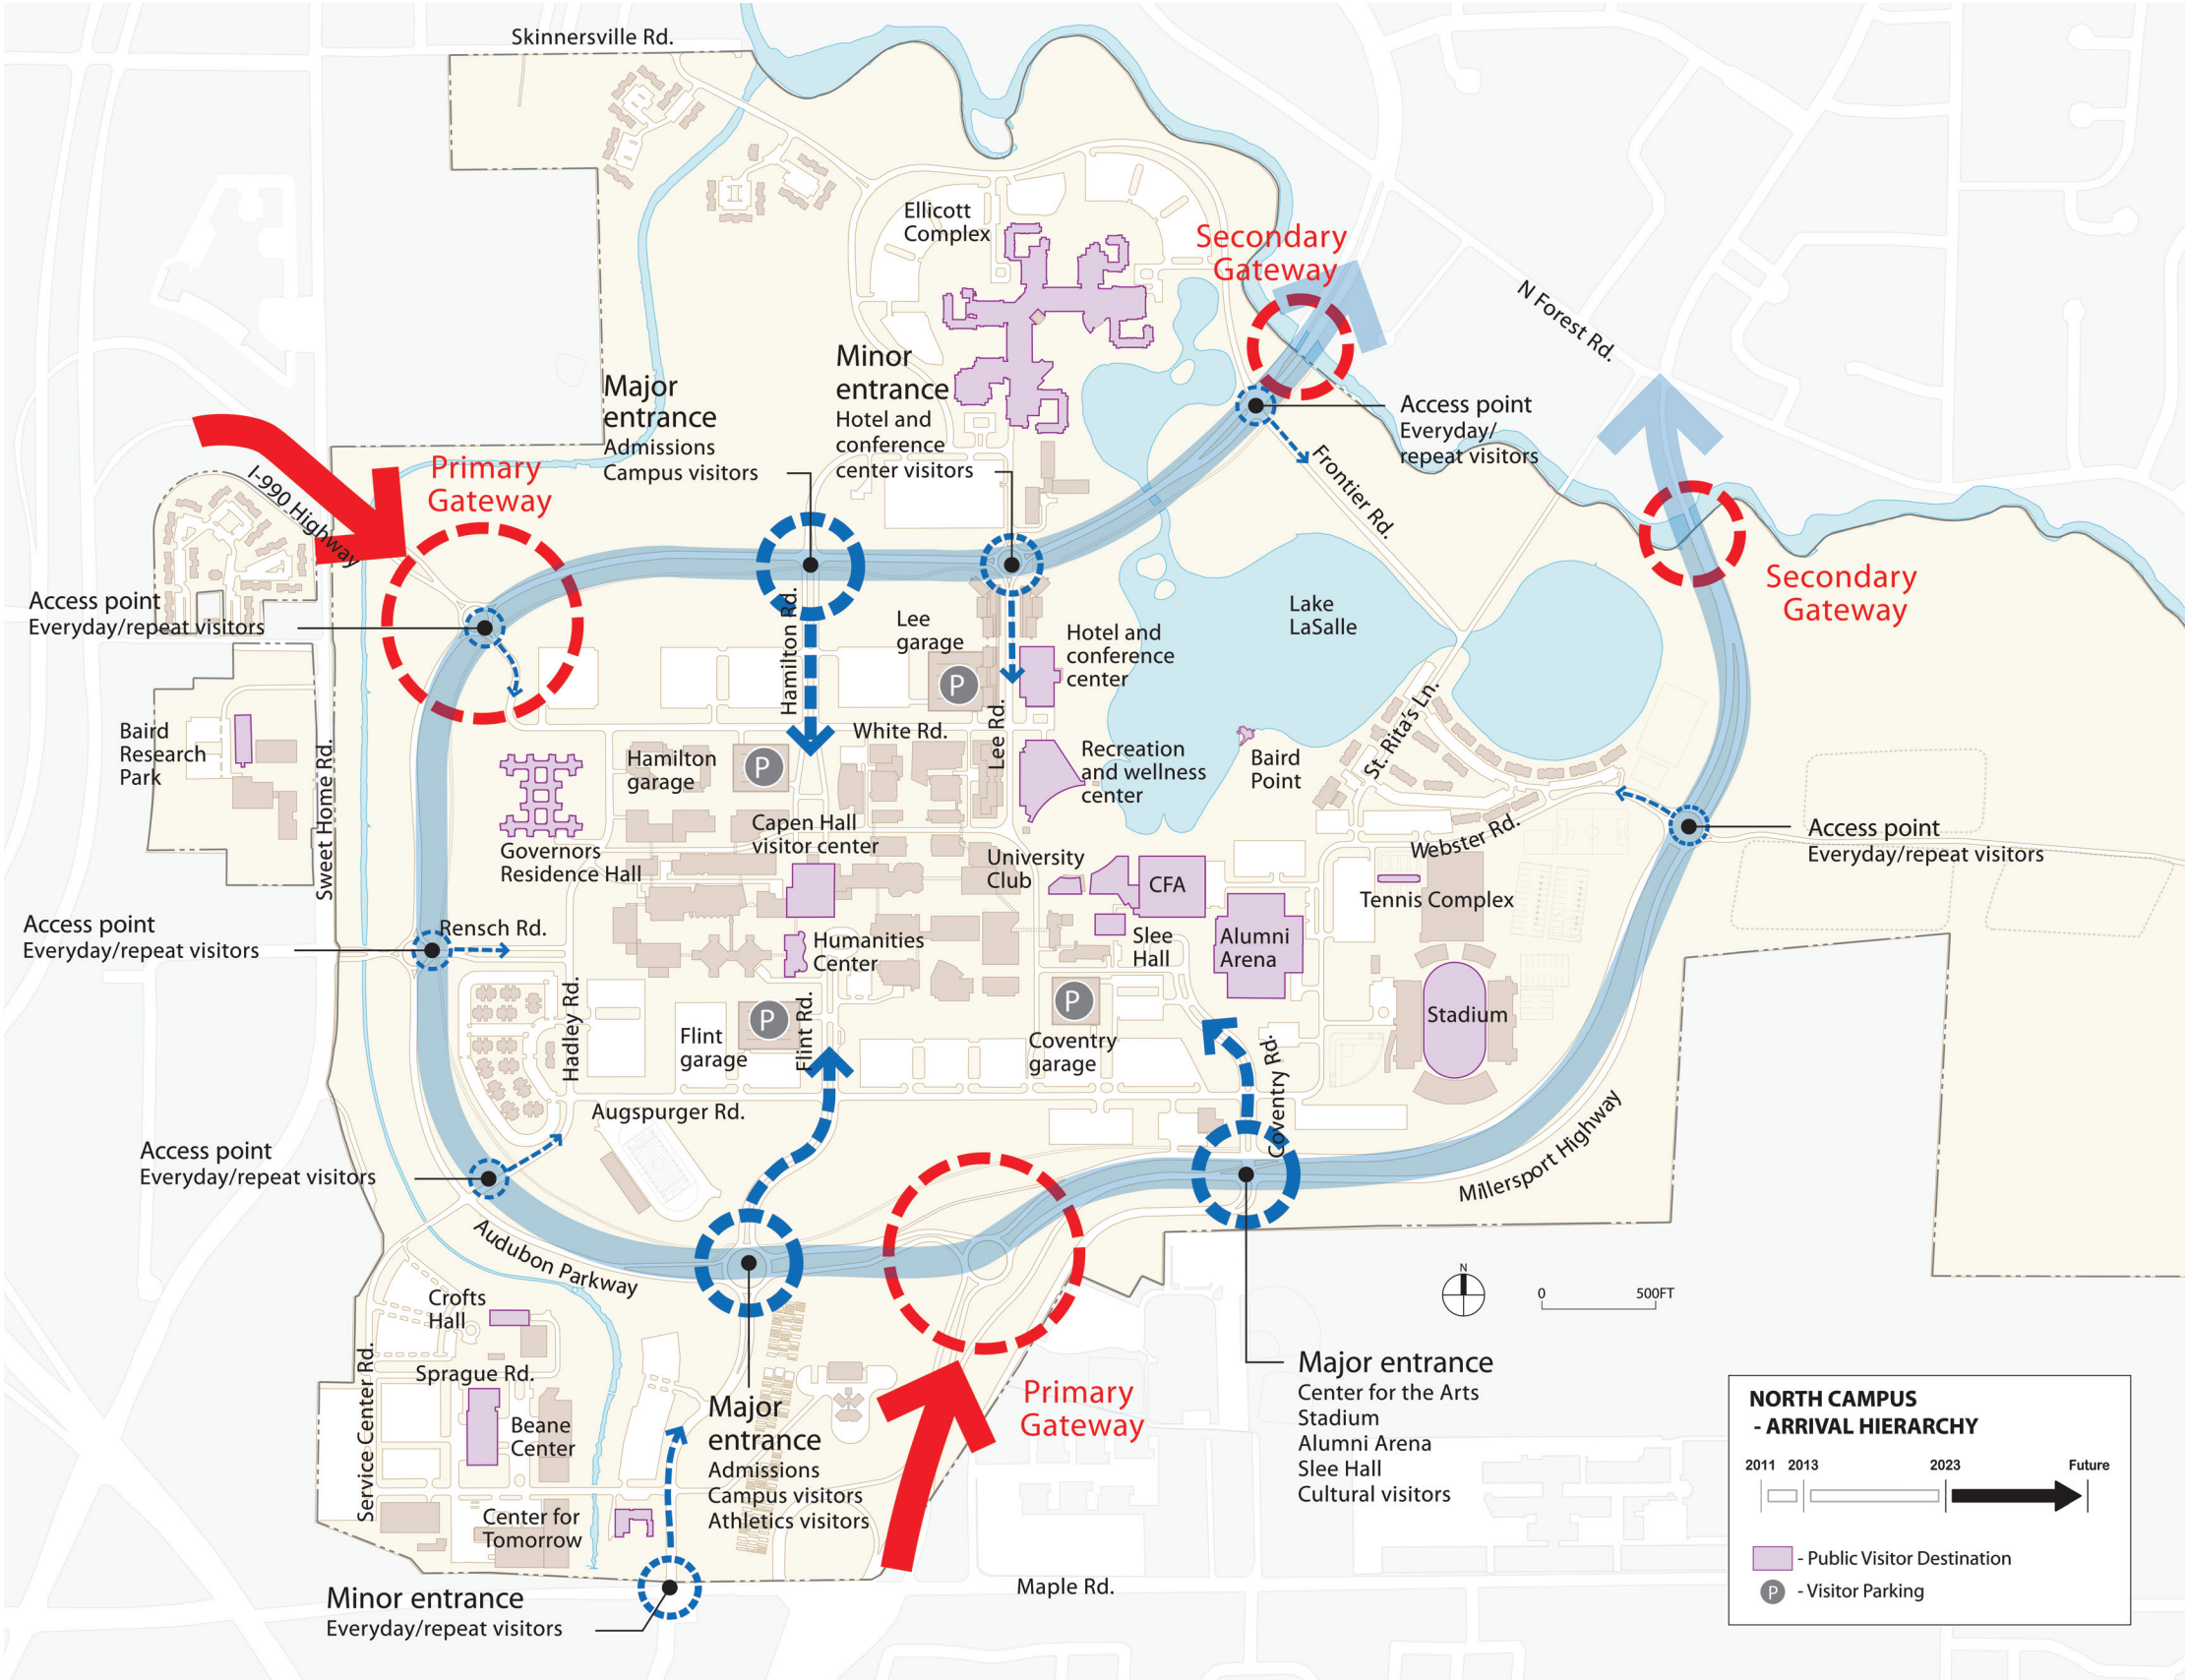 Skinnersville Rd.
Ellicott
Complex
Secondary
Gateway
N Forest Rd.
Minor
entrance
Hotel and
conference
center visitors
Major
entrance
Admissions
Campus visitors
Access point
Everyday/
repeat visitors
Primary
Gateway
I-990 Highway
Frontier Rd.
Secondary
Gateway
Access point
Everyday/repeat visitors
Hamilton Rd.
Lee
garage
P
Hotel and
conference
center
Lake
LaSalle
Baird
Research
Park
Sweet Home Rd.
White Rd.
Lee Rd.
St. Rita's Ln.
Hamilton
garage
P
Recreation
and wellness
center
Baird
Point
Capen Hall
visitor center
Governors
Residence Hall
University
Club
CFA
Webster Rd.
Access point
Everyday/repeat visitors
Tennis Complex
Access point
Everyday/repeat visitors
Rensch Rd.
Humanities
Center
Slee
Hall
Alumni
Arena
Hadley Rd.
Flint
garage
P
Flint Rd.
P
Coventry
garage
Coventry Rd.
Stadium
Augspurger Rd.
Access point
Everyday/repeat visitors
Millersport Highway
Audubon Parkway
Crofts
Hall
Sprague Rd.
Service Center Rd.
Beane
Center
Center for
Tomorrow
Major
entrance
Admissions
Campus visitors
Athletics visitors
Primary
Gateway
Major entrance
Center for the Arts
Stadium
Alumni Arena
Slee Hall
Cultural visitors
N
0 500FT
Minor entrance
Everyday/repeat visitors
Maple Rd.
NORTH CAMPUS
- ARRIVAL HIERARCHY
2011 2013 2023 Future
- Public Visitor Destination
P - Visitor Parking